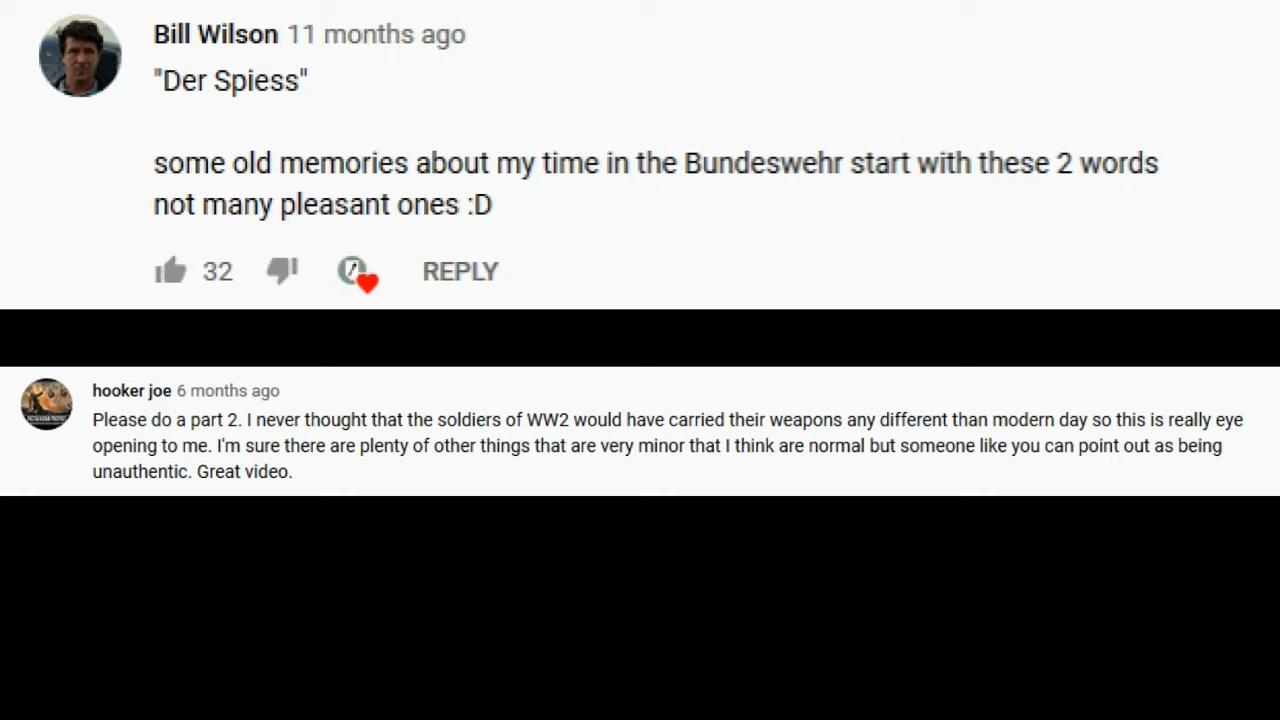 Bill Wilson 11 months ago
"Der Spiess"
some old memories about my time in the Bundeswehr start with these 2 words
not many pleasant ones :D
32 REPLY
hooker joe 6 months ago
Please do a part 2. I never thought that the soldiers of WW2 would have carried their weapons any different than modern day so this is really eye
opening to me. I'm sure there are plenty of other things that are very minor that I think are normal but someone like you can point out as being
unauthentic. Great video.